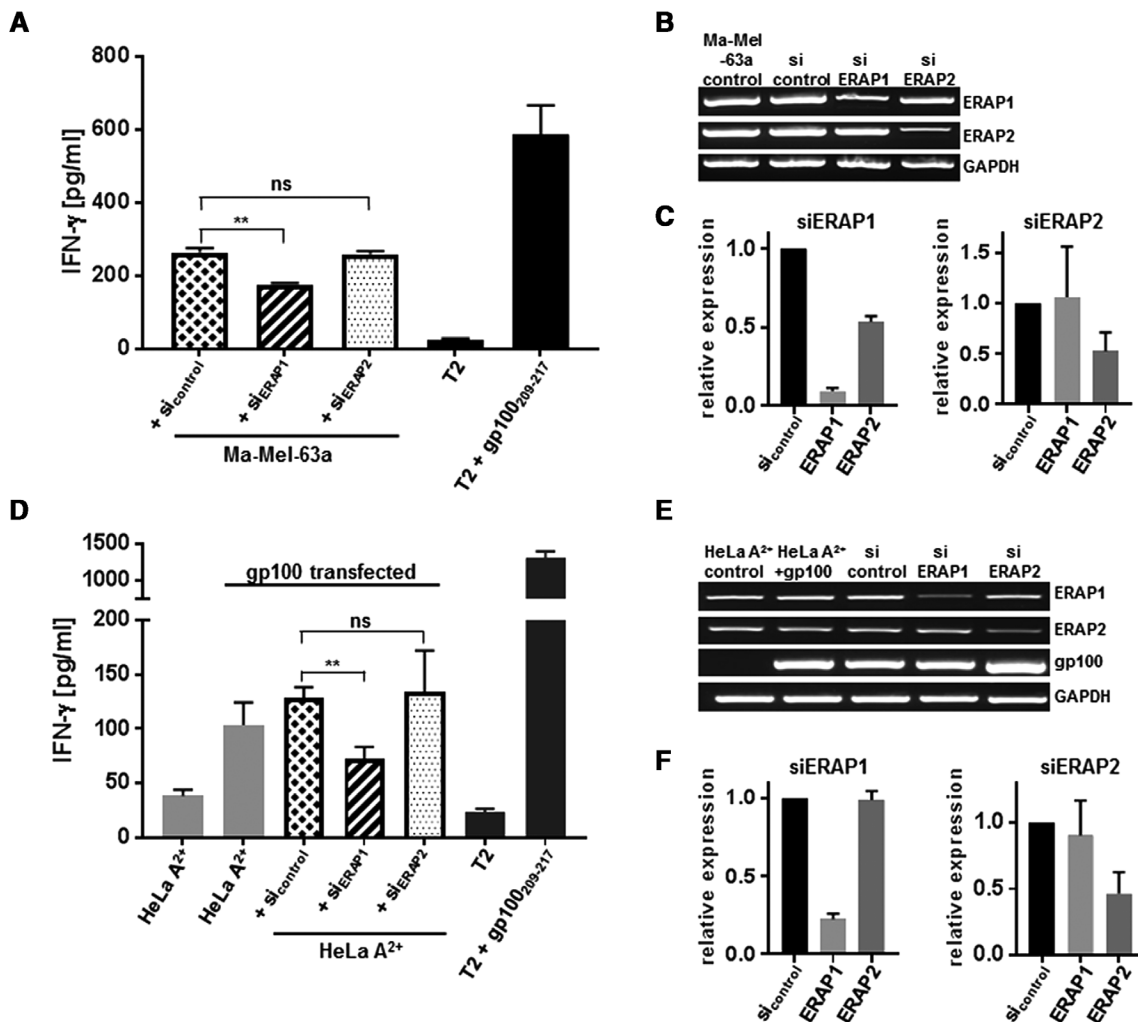 A
IFN-γ [pg/ml]
800
600
400
200
0
ns
**
+ sicontrol
+ siERAP1
+ siERAP2
T2
T2 + gp100209-217
Ma-Mel-63a
B
Ma-Mel
-63a
control
si
control
si
ERAP1
si
ERAP2
ERAP1
ERAP2
GAPDH
C
siERAP1
relative expression
1.0
0.5
0.0
sicontrol
ERAP1
ERAP2
siERAP2
relative expression
1.5
1.0
0.5
0.0
sicontrol
ERAP1
ERAP2
D
IFN-γ [pg/ml]
1500
1000
200
150
100
50
0
gp100 transfected
ns
**
HeLa A2+
HeLa A2+
+ sicontrol
+ siERAP1
+ siERAP2
T2
T2 + gp100209-217
HeLa A2+
E
HeLa A2+
control
HeLa A2+
+gp100
si
control
si
ERAP1
si
ERAP2
ERAP1
ERAP2
gp100
GAPDH
F
siERAP1
relative expression
1.0
0.5
0.0
sicontrol
ERAP1
ERAP2
siERAP2
relative expression
1.0
0.5
0.0
sicontrol
ERAP1
ERAP2